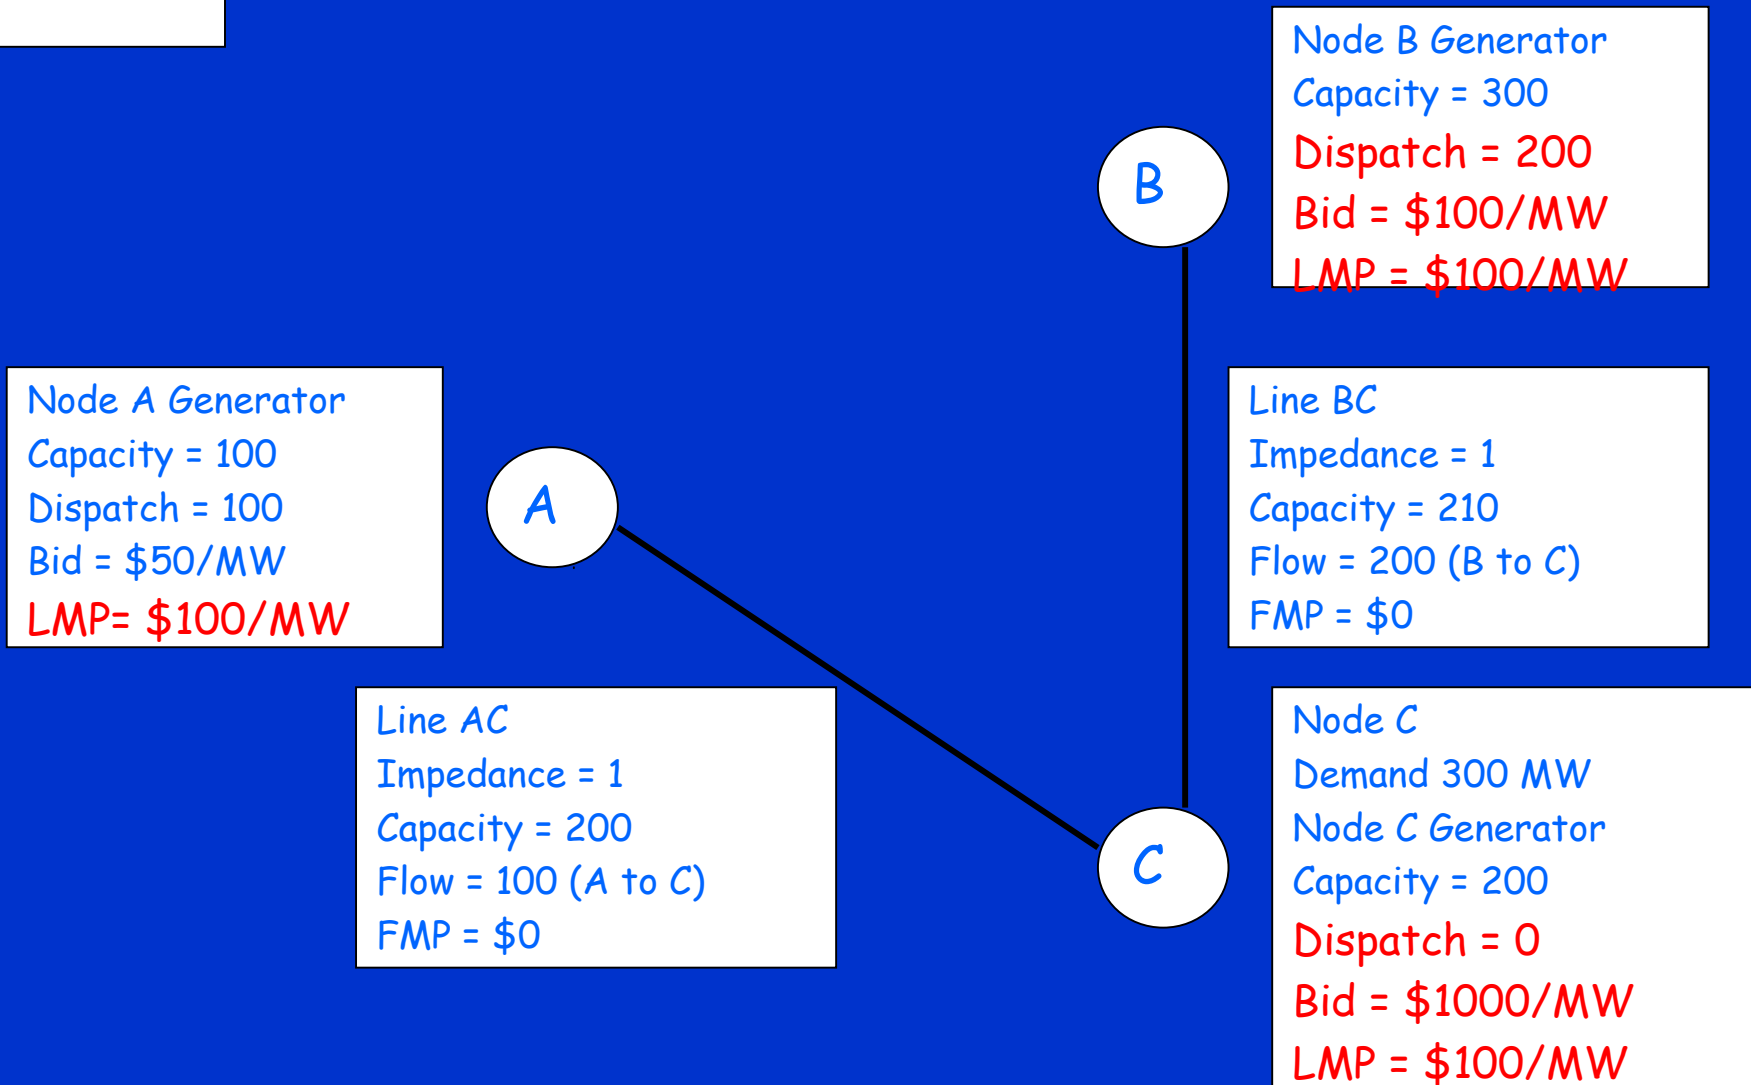 Node B Generator
Capacity = 300
Dispatch = 200
Bid = $100/MW
LMP = $100/MW
B
Node A Generator
Capacity = 100
Dispatch = 100
Bid = $50/MW
LMP= $100/MW
A
Line BC
Impedance = 1
Capacity = 210
Flow = 200 (B to C)
FMP = $0
Line AC
Impedance = 1
Capacity = 200
Flow = 100 (A to C)
FMP = $0
C
Node C
Demand 300 MW
Node C Generator
Capacity = 200
Dispatch = 0
Bid = $1000/MW
LMP = $100/MW